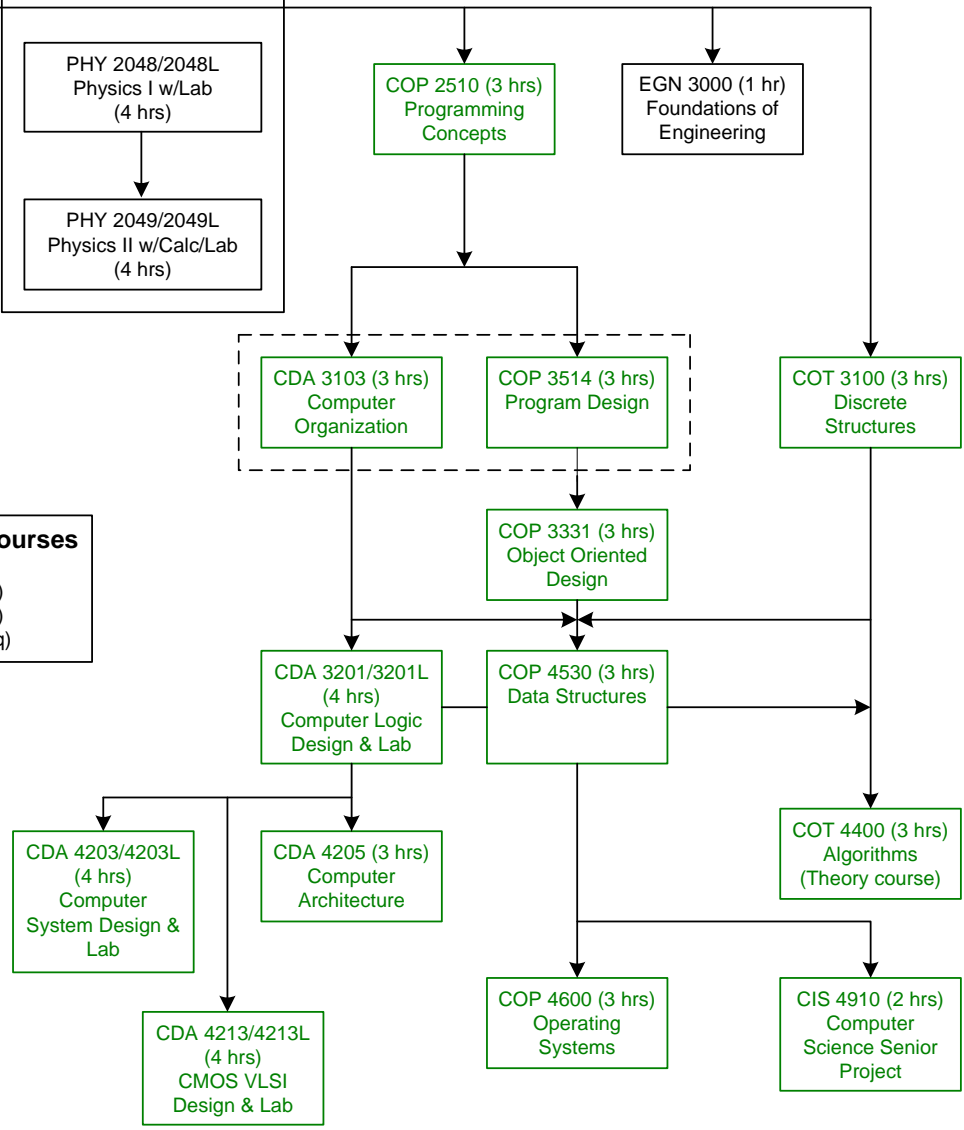 PHY 2048/2048L
Physics I w/Lab
(4 hrs)
COP 2510 (3 hrs)
Programming
Concepts
EGN 3000 (1 hr)
Foundations of
Engineering
PHY 2049/2049L
Physics II w/Calc/Lab
(4 hrs)
CDA 3103 (3 hrs)
Computer
Organization
COP 3514 (3 hrs)
Program Design
COT 3100 (3 hrs)
Discrete
Structures
ourses
)
)
q)
COP 3331 (3 hrs)
Object Oriented
Design
CDA 3201/3201L
(4 hrs)
Computer Logic
Design & Lab
COP 4530 (3 hrs)
Data Structures
CDA 4203/4203L
(4 hrs)
Computer
System Design &
Lab
CDA 4205 (3 hrs)
Computer
Architecture
COT 4400 (3 hrs)
Algorithms
(Theory course)
CDA 4213/4213L
(4 hrs)
CMOS VLSI
Design & Lab
COP 4600 (3 hrs)
Operating
Systems
CIS 4910 (2 hrs)
Computer
Science Senior
Project